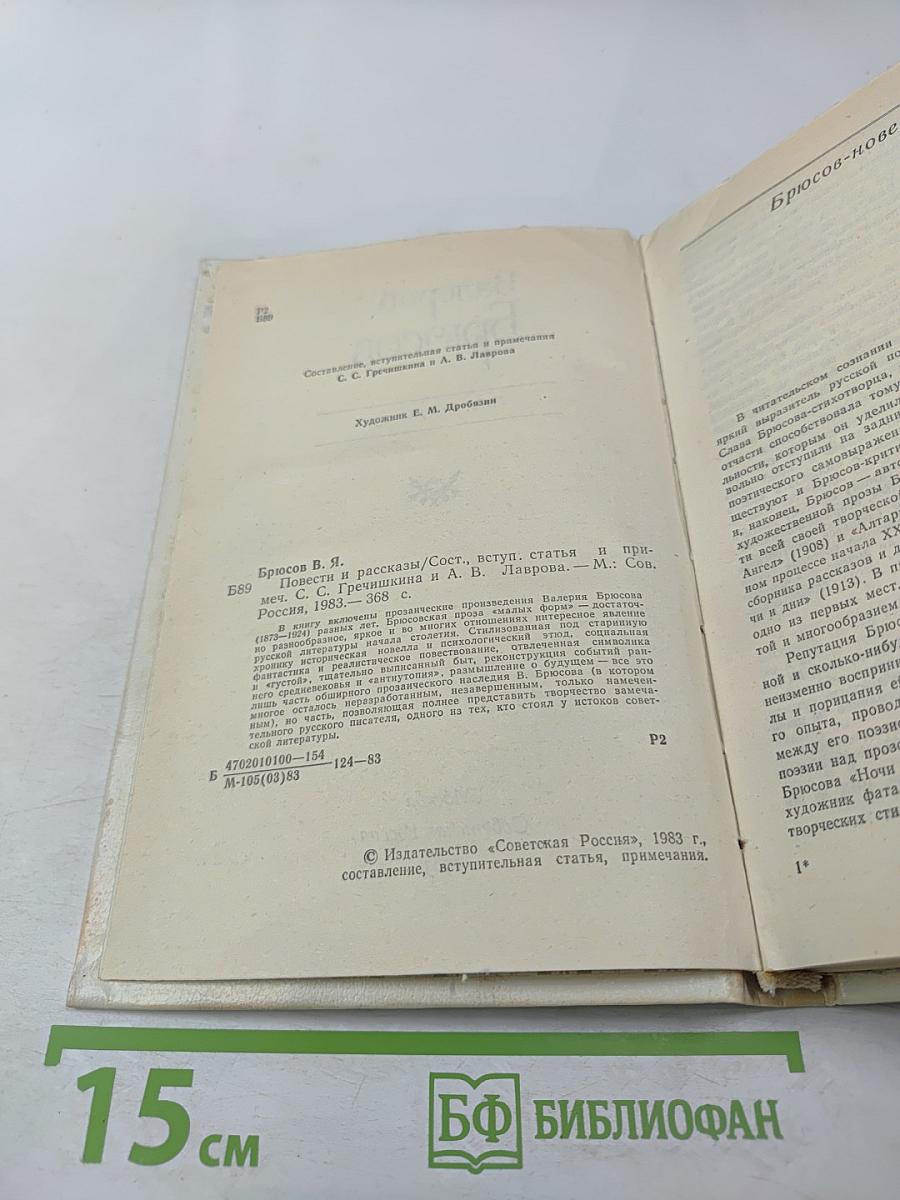 Р2
Б89
Составление, вступительная статья и примечания
С. С. Гречишкина и А. В. Лаврова
Художник Е. М. Дробязин
Брюсов В. Я.
Б89 Повести и рассказы/Сост., вступ. статья и при-
меч. С. С. Гречишкина и А. В. Лаврова. — М.: Сов.
Россия, 1983.— 368 с.
В книгу включены прозаические произведения Валерия Брюсова
(1873—1924) разных лет. Брюсовская проза «малых форм» — достаточ-
но разнообразное, яркое и во многих отношениях интересное явление
русской литературы начала столетия. Стилизованная под старинную
хронику историческая новелла и психологический этюд, социальная
фантастика и реалистическое повествование, отвлеченная символика
и «густой», тщательно выписанный быт, реконструкция событий ран-
него средневековья и «антиутопия», размышление о будущем — все это
лишь часть обширного прозаического наследия В. Брюсова (в котором
многое осталось неразработанным, незавершенным, только намечен-
ным), но часть, позволяющая полнее представить творчество замеча-
тельного русского писателя, одного из тех, кто стоял у истоков совет-
ской литературы.
Б 4702010100—154
М-105(03)83 124—83
Р2
© Издательство «Советская Россия», 1983 г.,
составление, вступительная статья, примечания.
Брюсов-нове
В читательском сознании
яркий выразитель русской по
Слава Брюсова-стихотворца,
отчасти способствовала тому
льности, которым он уделил
вольно отступили на задни
поэтического самовыражен
ществуют и Брюсов-крити
и, наконец, Брюсов — авто
художественной прозы Б
ти всей своей творческой
Ангел» (1908) и «Алтар
ном процессе начала XX
сборника рассказов и д
чи и дни» (1913). В п
одно из первых мест.
той и многообразием
Репутация Брюс
ной и сколько-нибу
неизменно восприни
лы и порицания её
го опыта, провод
между его поэзие
поэзии над прозо
Брюсова «Ночи
художник фата
творческих сти
1*
15 см
БФ БИБЛИОФАН